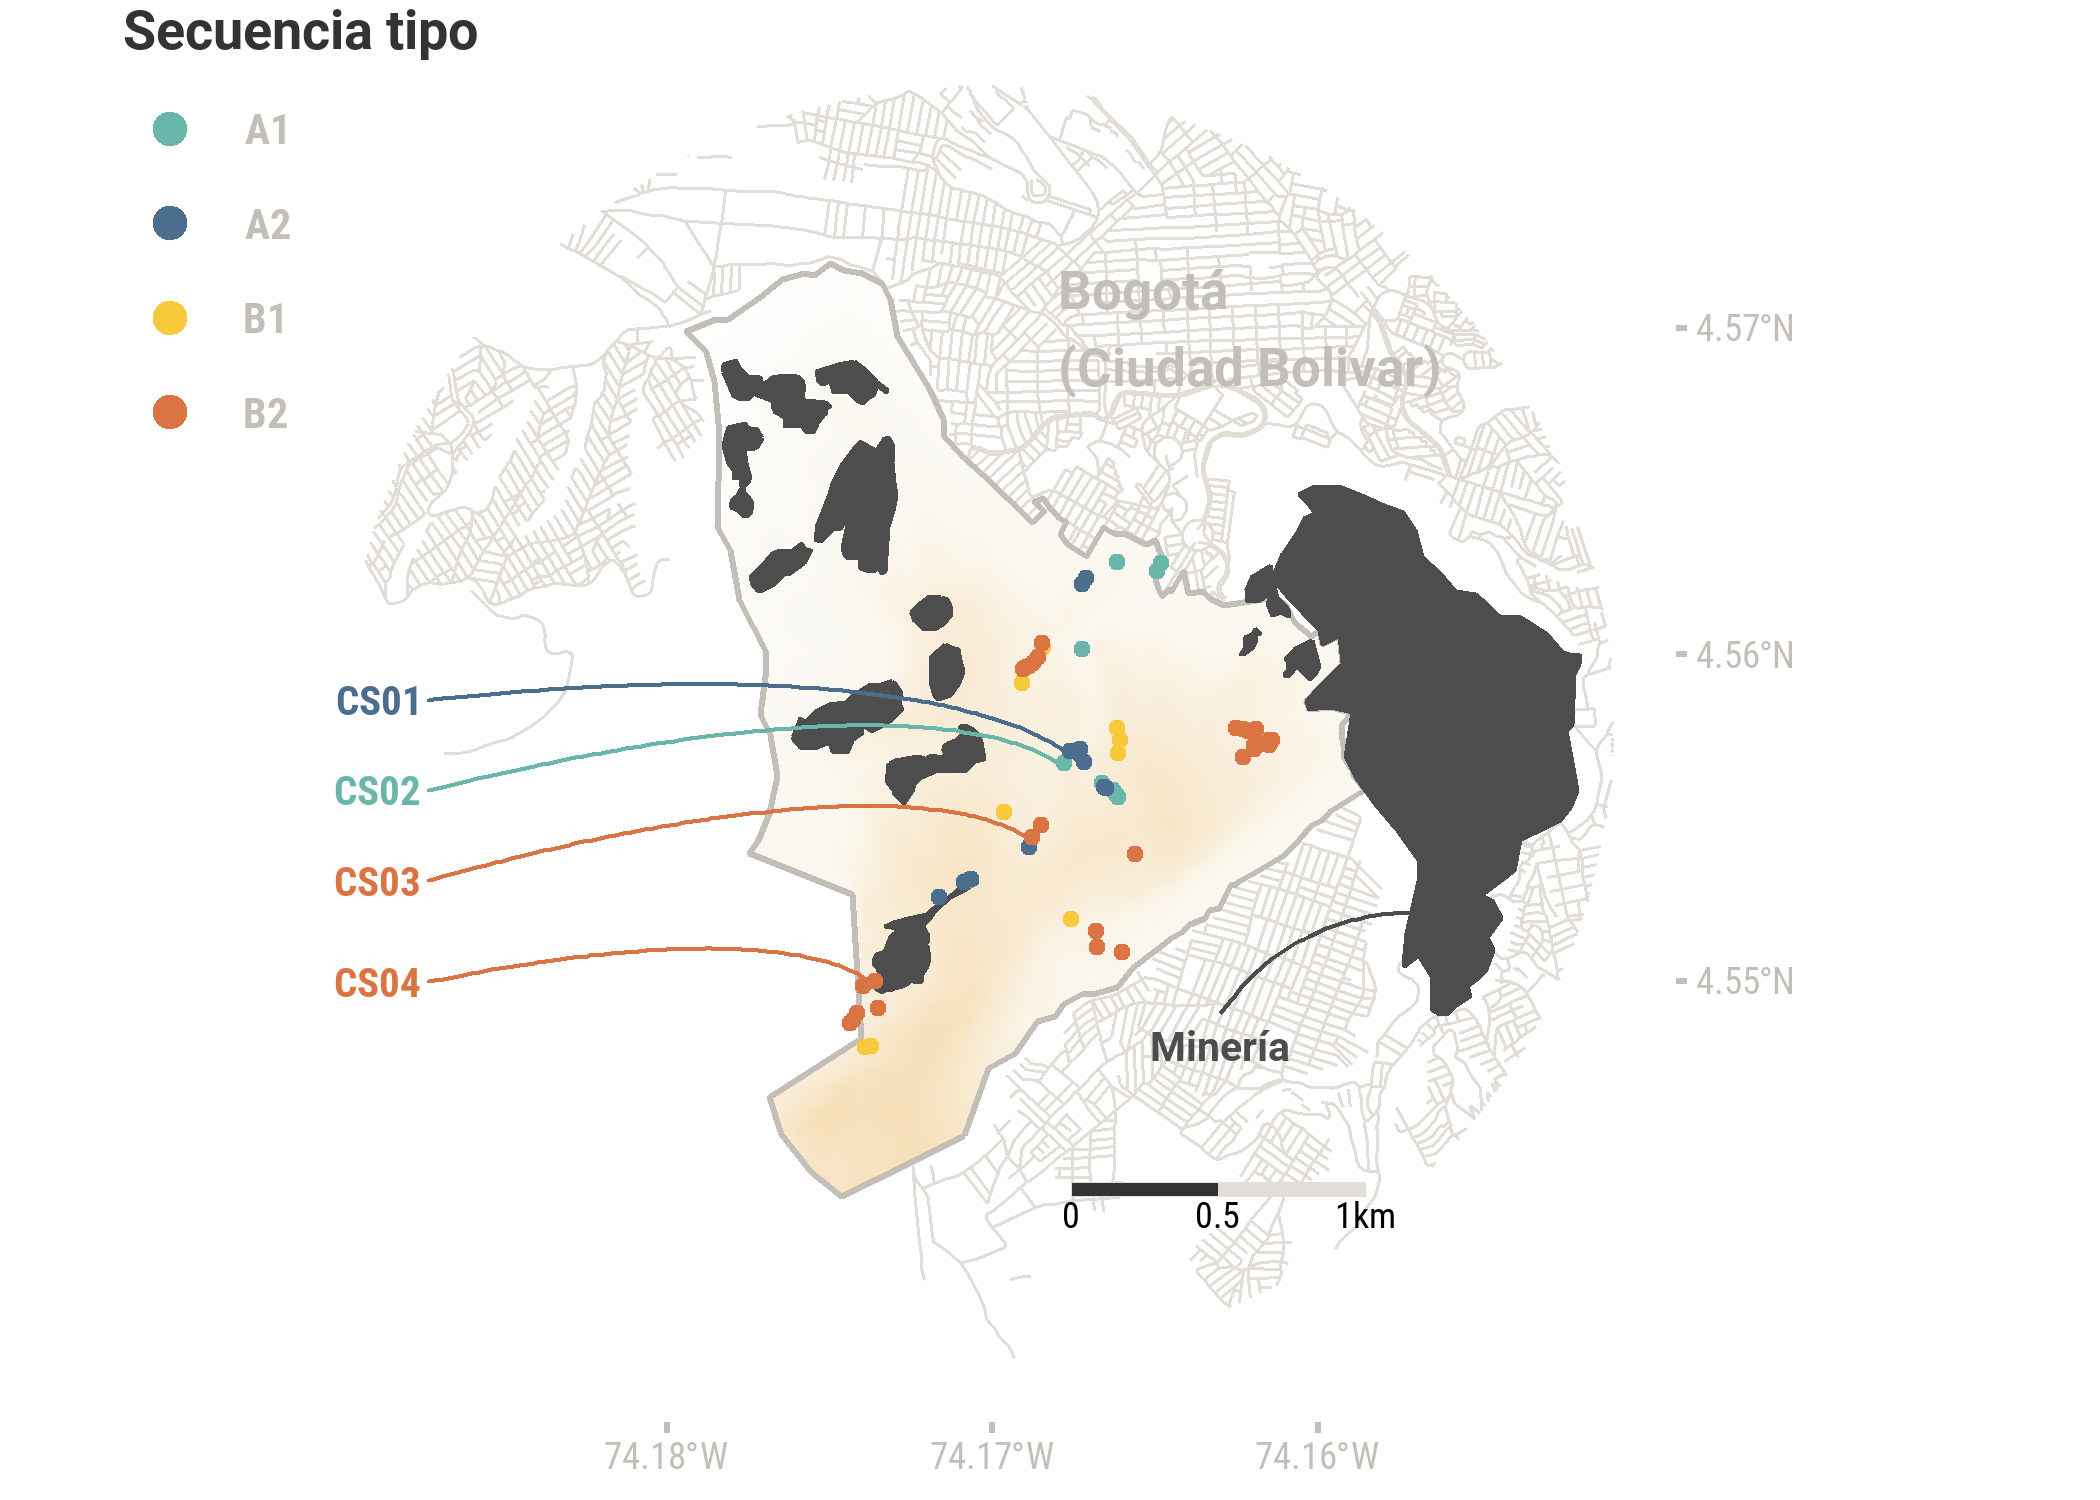 Secuencia tipo
A1
A2
B1
B2
Bogotá
(Ciudad Bolivar)
4.57°N
4.56°N
4.55°N
CS01
CS02
CS03
CS04
Minería
0 0.5 1km
74.18°W 74.17°W 74.16°W